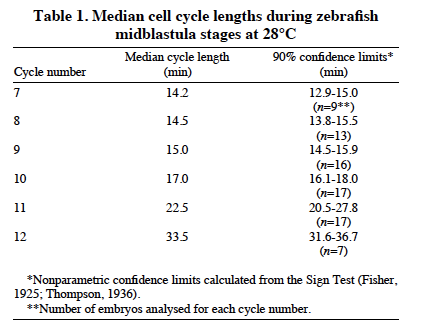 Table 1. Median cell cycle lengths during zebrafish
midblastula stages at 28°C
Median cycle length 90% confidence limits*
Cycle number (min) (min)
7 14.2 12.9-15.0
(n=9**)
8 14.5 13.8-15.5
(n=13)
9 15.0 14.5-15.9
(n=16)
10 17.0 16.1-18.0
(n=17)
11 22.5 20.5-27.8
(n=17)
12 33.5 31.6-36.7
(n=7)
*Nonparametric confidence limits calculated from the Sign Test (Fisher,
1925; Thompson, 1936).
**Number of embryos analysed for each cycle number.